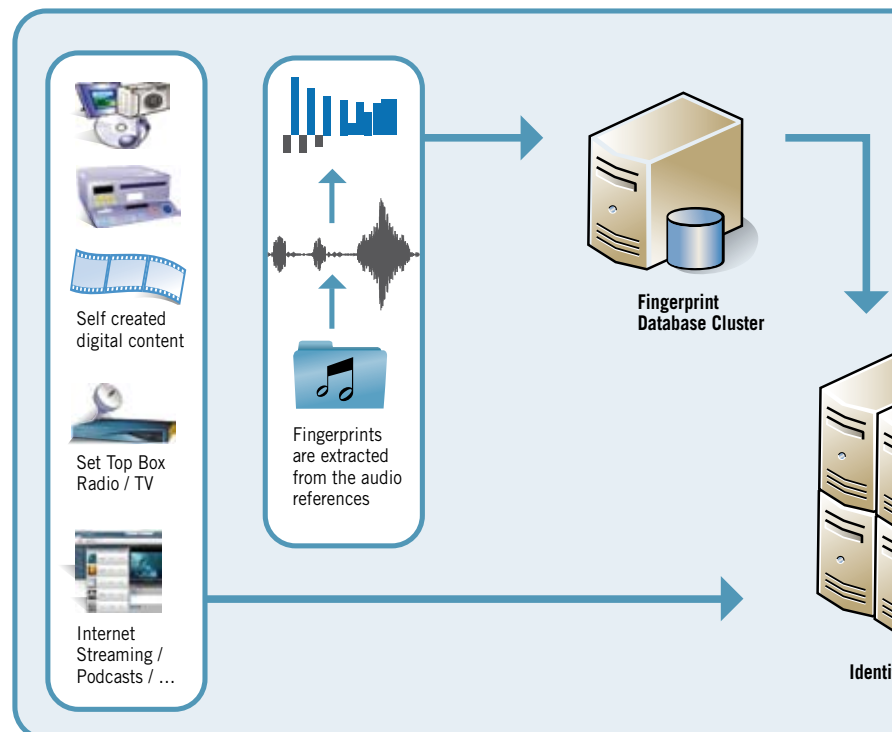 Self created
digital content
Set Top Box
Radio / TV
Internet
Streaming /
Podcasts / …
Fingerprints
are extracted
from the audio
references
Fingerprint
Database Cluster
Identi